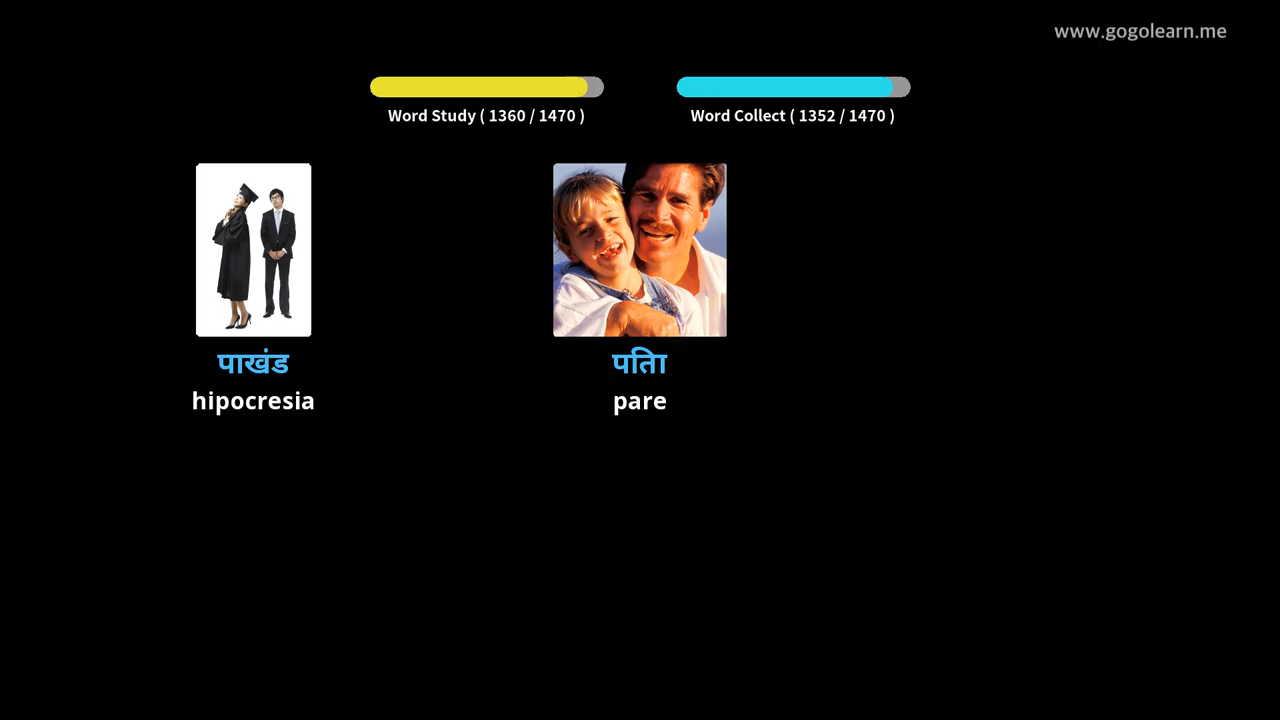 www.gogolearn.me
Word Study ( 1360 / 1470 )
Word Collect ( 1352 / 1470 )
पाखंड
hipocresia
पिता
pare